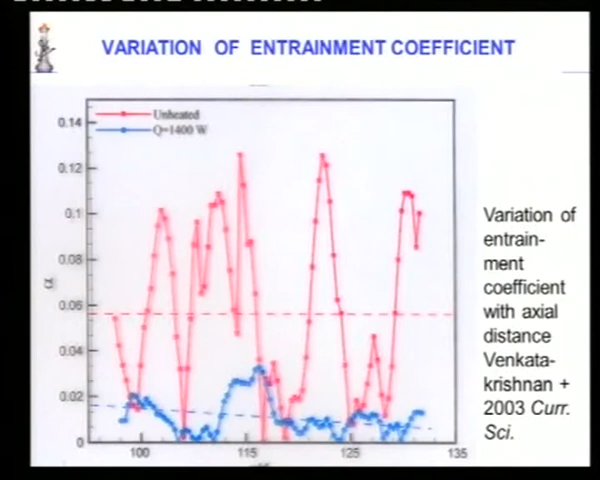 VARIATION OF ENTRAINMENT COEFFICIENT
Unheated
Q=1400 W
0.14
0.12
0.1
0.08
α
0.06
0.04
0.02
0
100
115
125
135
Variation of
entrain-
ment
coefficient
with axial
distance
Venkata-
krishnan +
2003 Curr.
Sci.